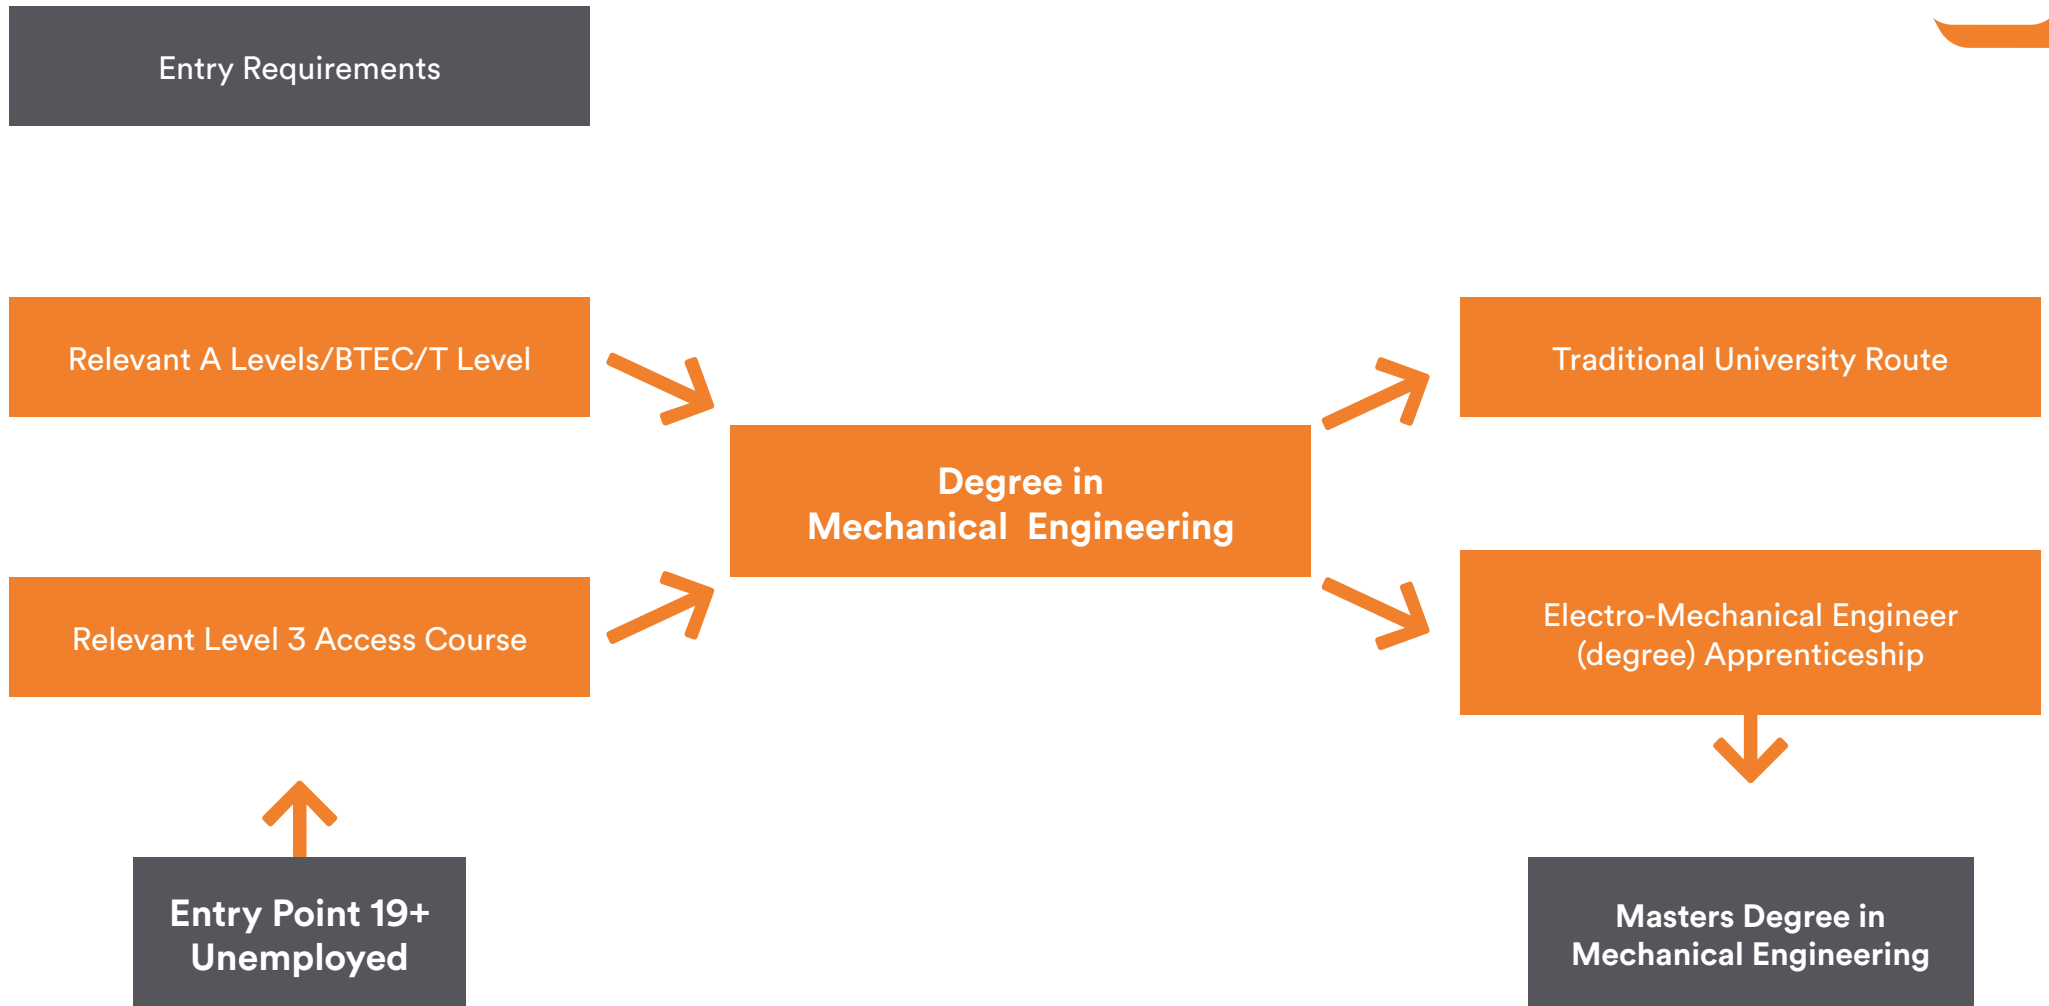 Entry Requirements
Relevant A Levels/BTEC/T Level
Relevant Level 3 Access Course
Entry Point 19+
Unemployed
Degree in
Mechanical  Engineering
Traditional University Route
Electro-Mechanical Engineer
(degree) Apprenticeship
Masters Degree in
Mechanical Engineering